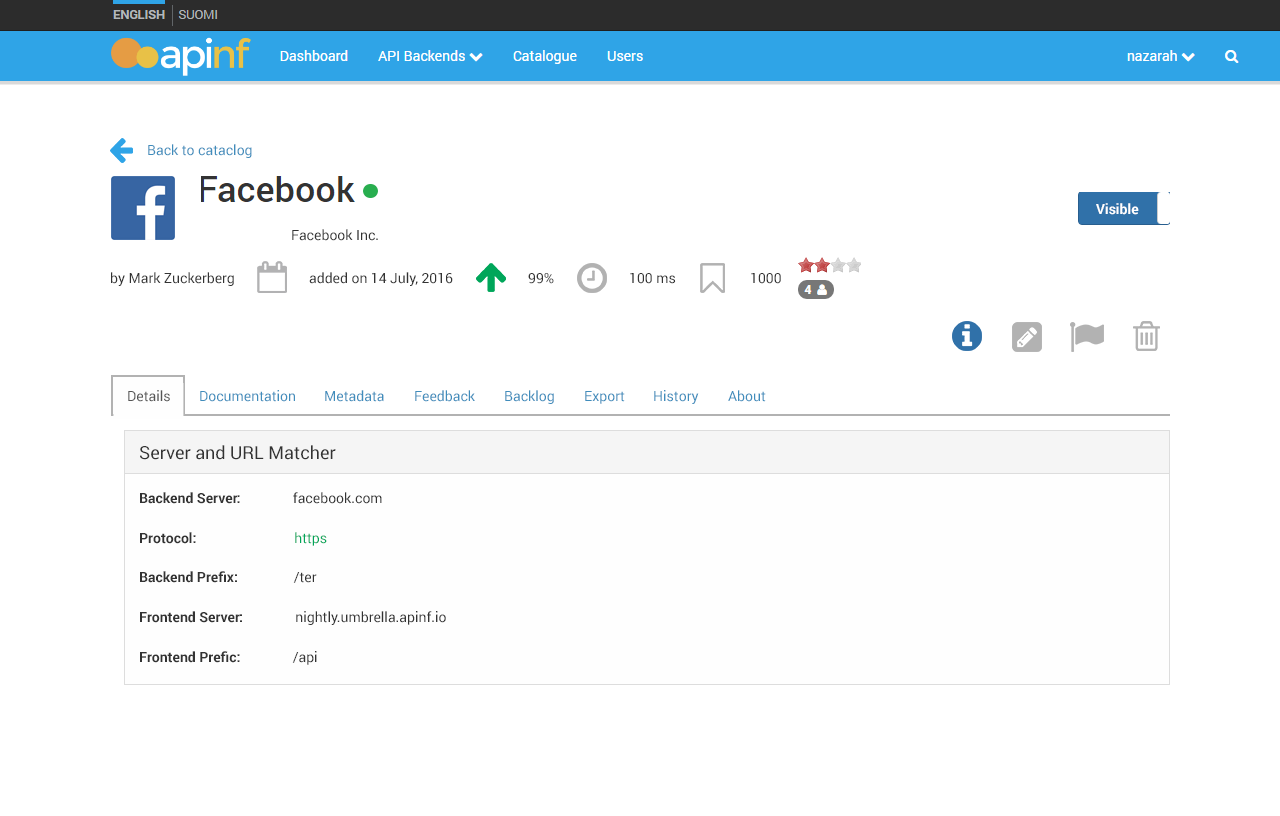 ENGLISH SUOMI
apinf Dashboard API Backends Catalogue Users nazarah
Back to cataclog
Facebook
Visible
Facebook Inc.
by Mark Zuckerberg added on 14 July, 2016 99% 100 ms 1000
4
Details Documentation Metadata Feedback Backlog Export History About
Server and URL Matcher
Backend Server: facebook.com
Protocol: https
Backend Prefix: /ter
Frontend Server: nightly.umbrella.apinf.io
Frontend Prefic: /api